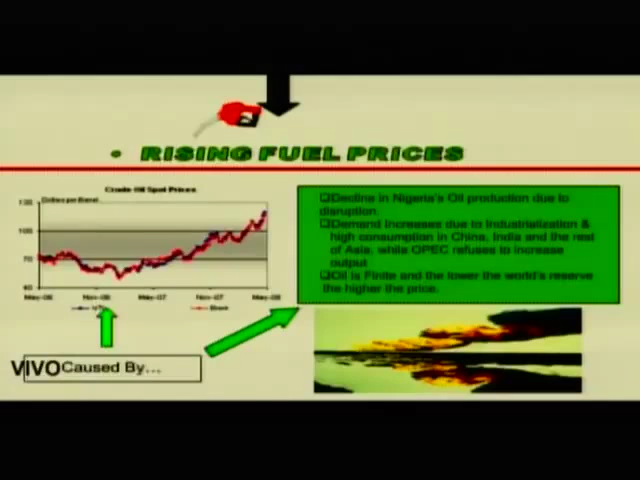 • RISING FUEL PRICES
Crude Oil Spot Prices
Dollars per Barrel
130
100
70
40
May-06 Nov-06 May-07 Nov-07 May-08
WTI Brent
❑Decline in Nigeria's Oil production due to
disruption.
❑Demand Increases due to Industrialization &
high consumption in China, India and the rest
of Asia, while OPEC refuses to increase
output
❑Oil is Finite and the lower the world's reserve
the higher the price.
VIVO Caused By...